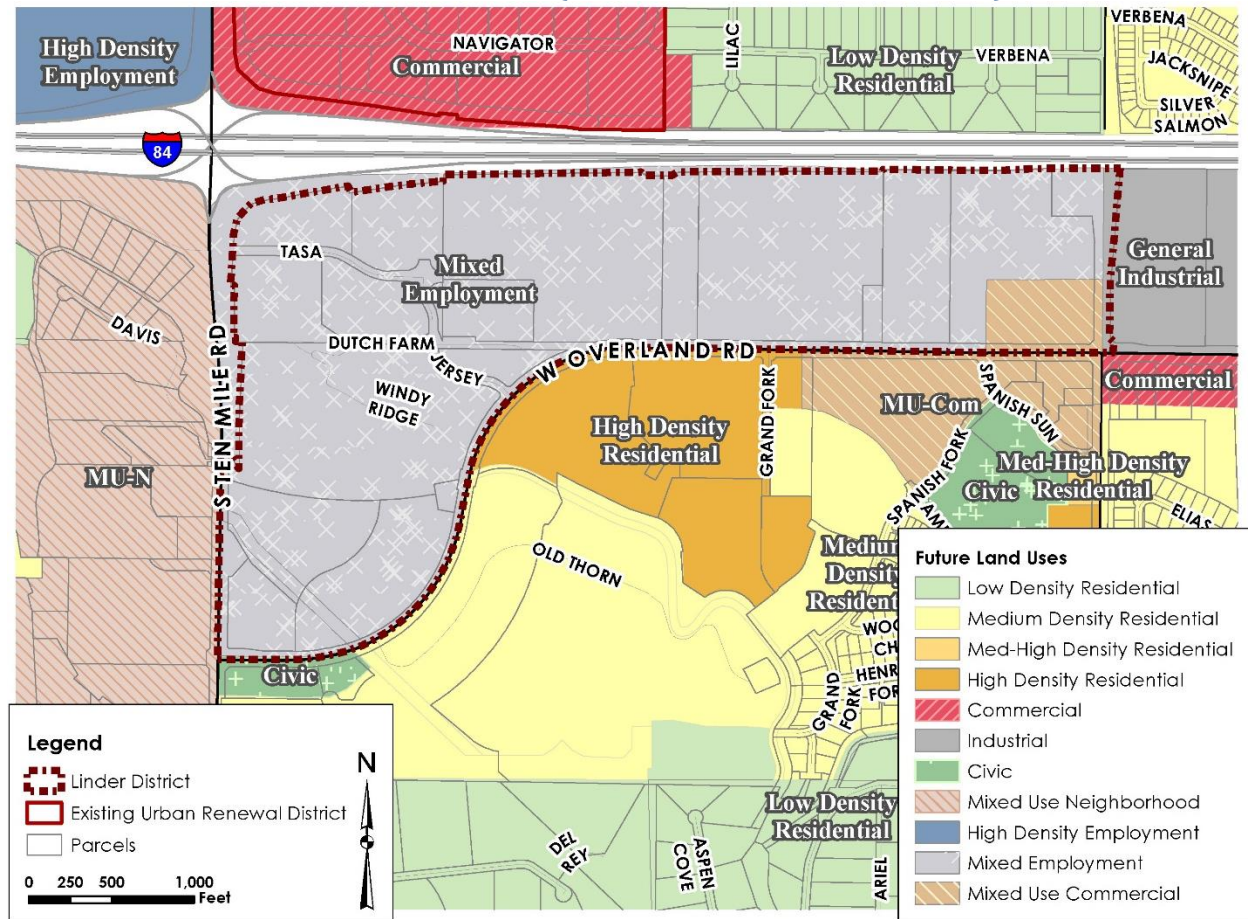 High Density
Employment
NAVIGATOR
Commercial
LILAC
Low Density
Residential
VERBENA
VERBENA
JACKSNIPE
SILVER
SALMON
84
TASA
Mixed
Employment
General
Industrial
DAVIS
DUTCH FARM
JERSEY
WINDY
RIDGE
S TEN MILE RD
W OVERLAND RD
MU-N
High Density
Residential
GRAND FORK
MU-Com
SPANISH SUN
Commercial
SPANISH FORK
Civic
Med-High Density
Residential
ELIAS
OLD THORN
Medium
Density
Civic
GRAND
FORK
Low Density
Residential
DEL
REY
ASPEN
COVE
ARIEL
Legend
Linder District
Existing Urban Renewal District
Parcels
N
0 250 500 1,000
Feet
Future Land Uses
Low Density Residential
Medium Density Residential
Med-High Density Residential
High Density Residential
Commercial
Industrial
Civic
Mixed Use Neighborhood
High Density Employment
Mixed Employment
Mixed Use Commercial